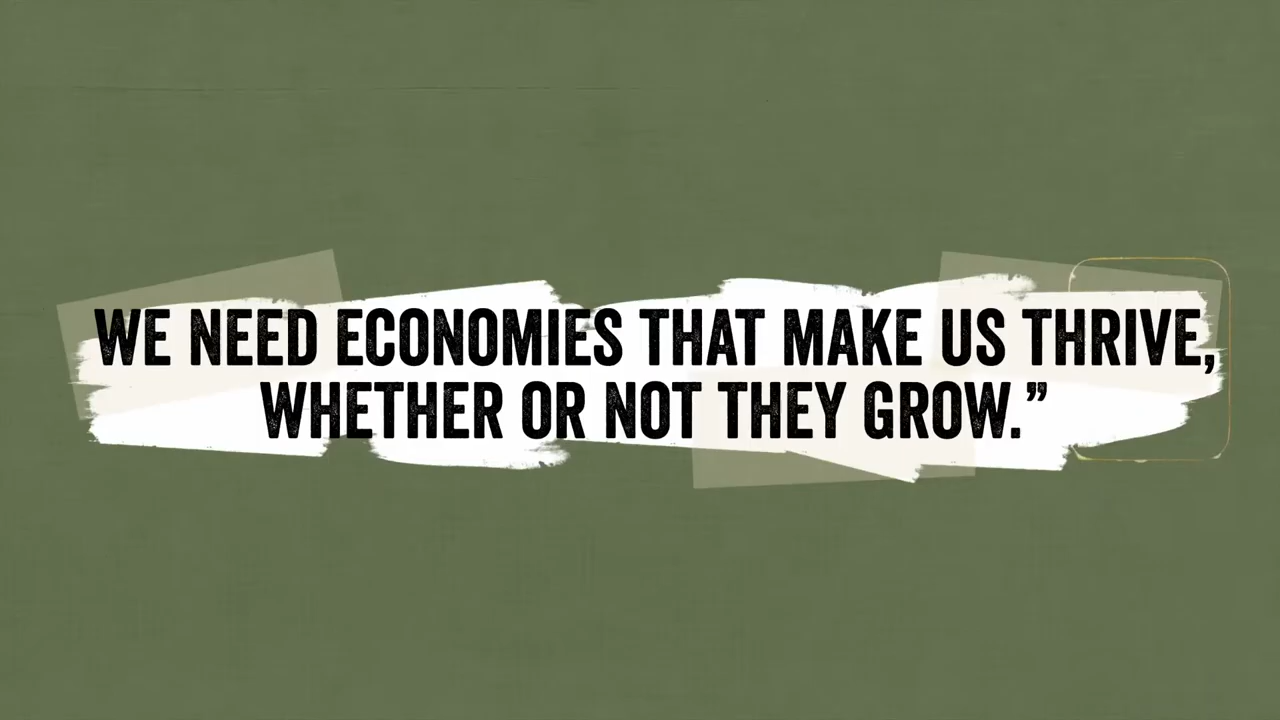 WE NEED ECONOMIES THAT MAKE US THRIVE,
WHETHER OR NOT THEY GROW.”